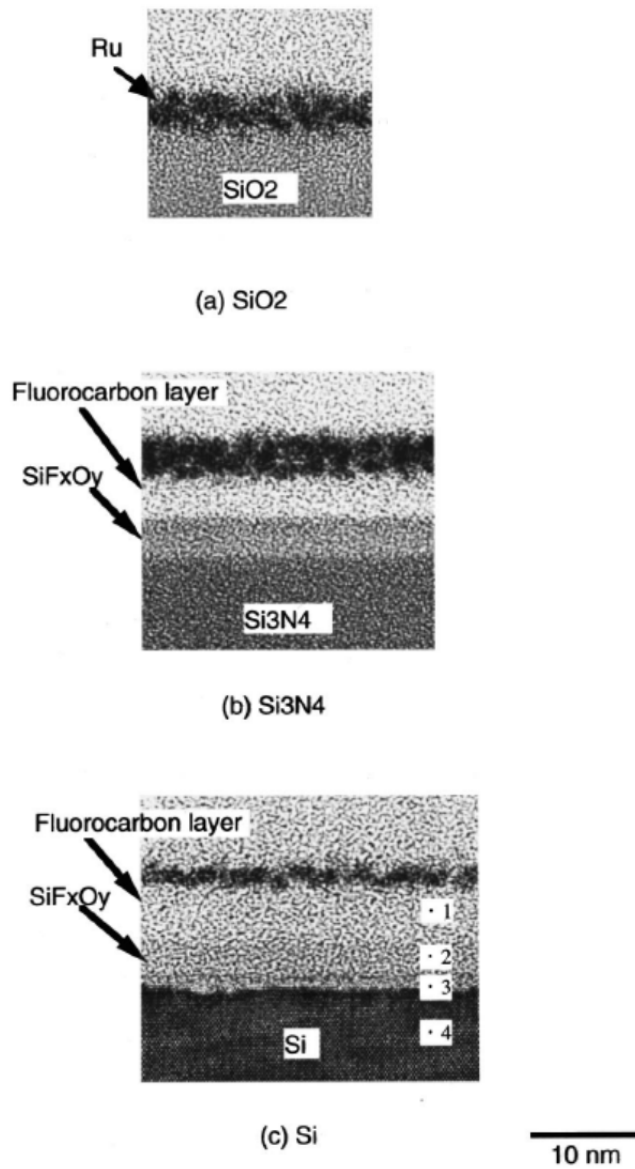 Ru
SiO2
(a) SiO2
Fluorocarbon layer
SiFxOy
Si3N4
(b) Si3N4
Fluorocarbon layer
SiFxOy
· 1
· 2
· 3
· 4
Si
(c) Si
10 nm